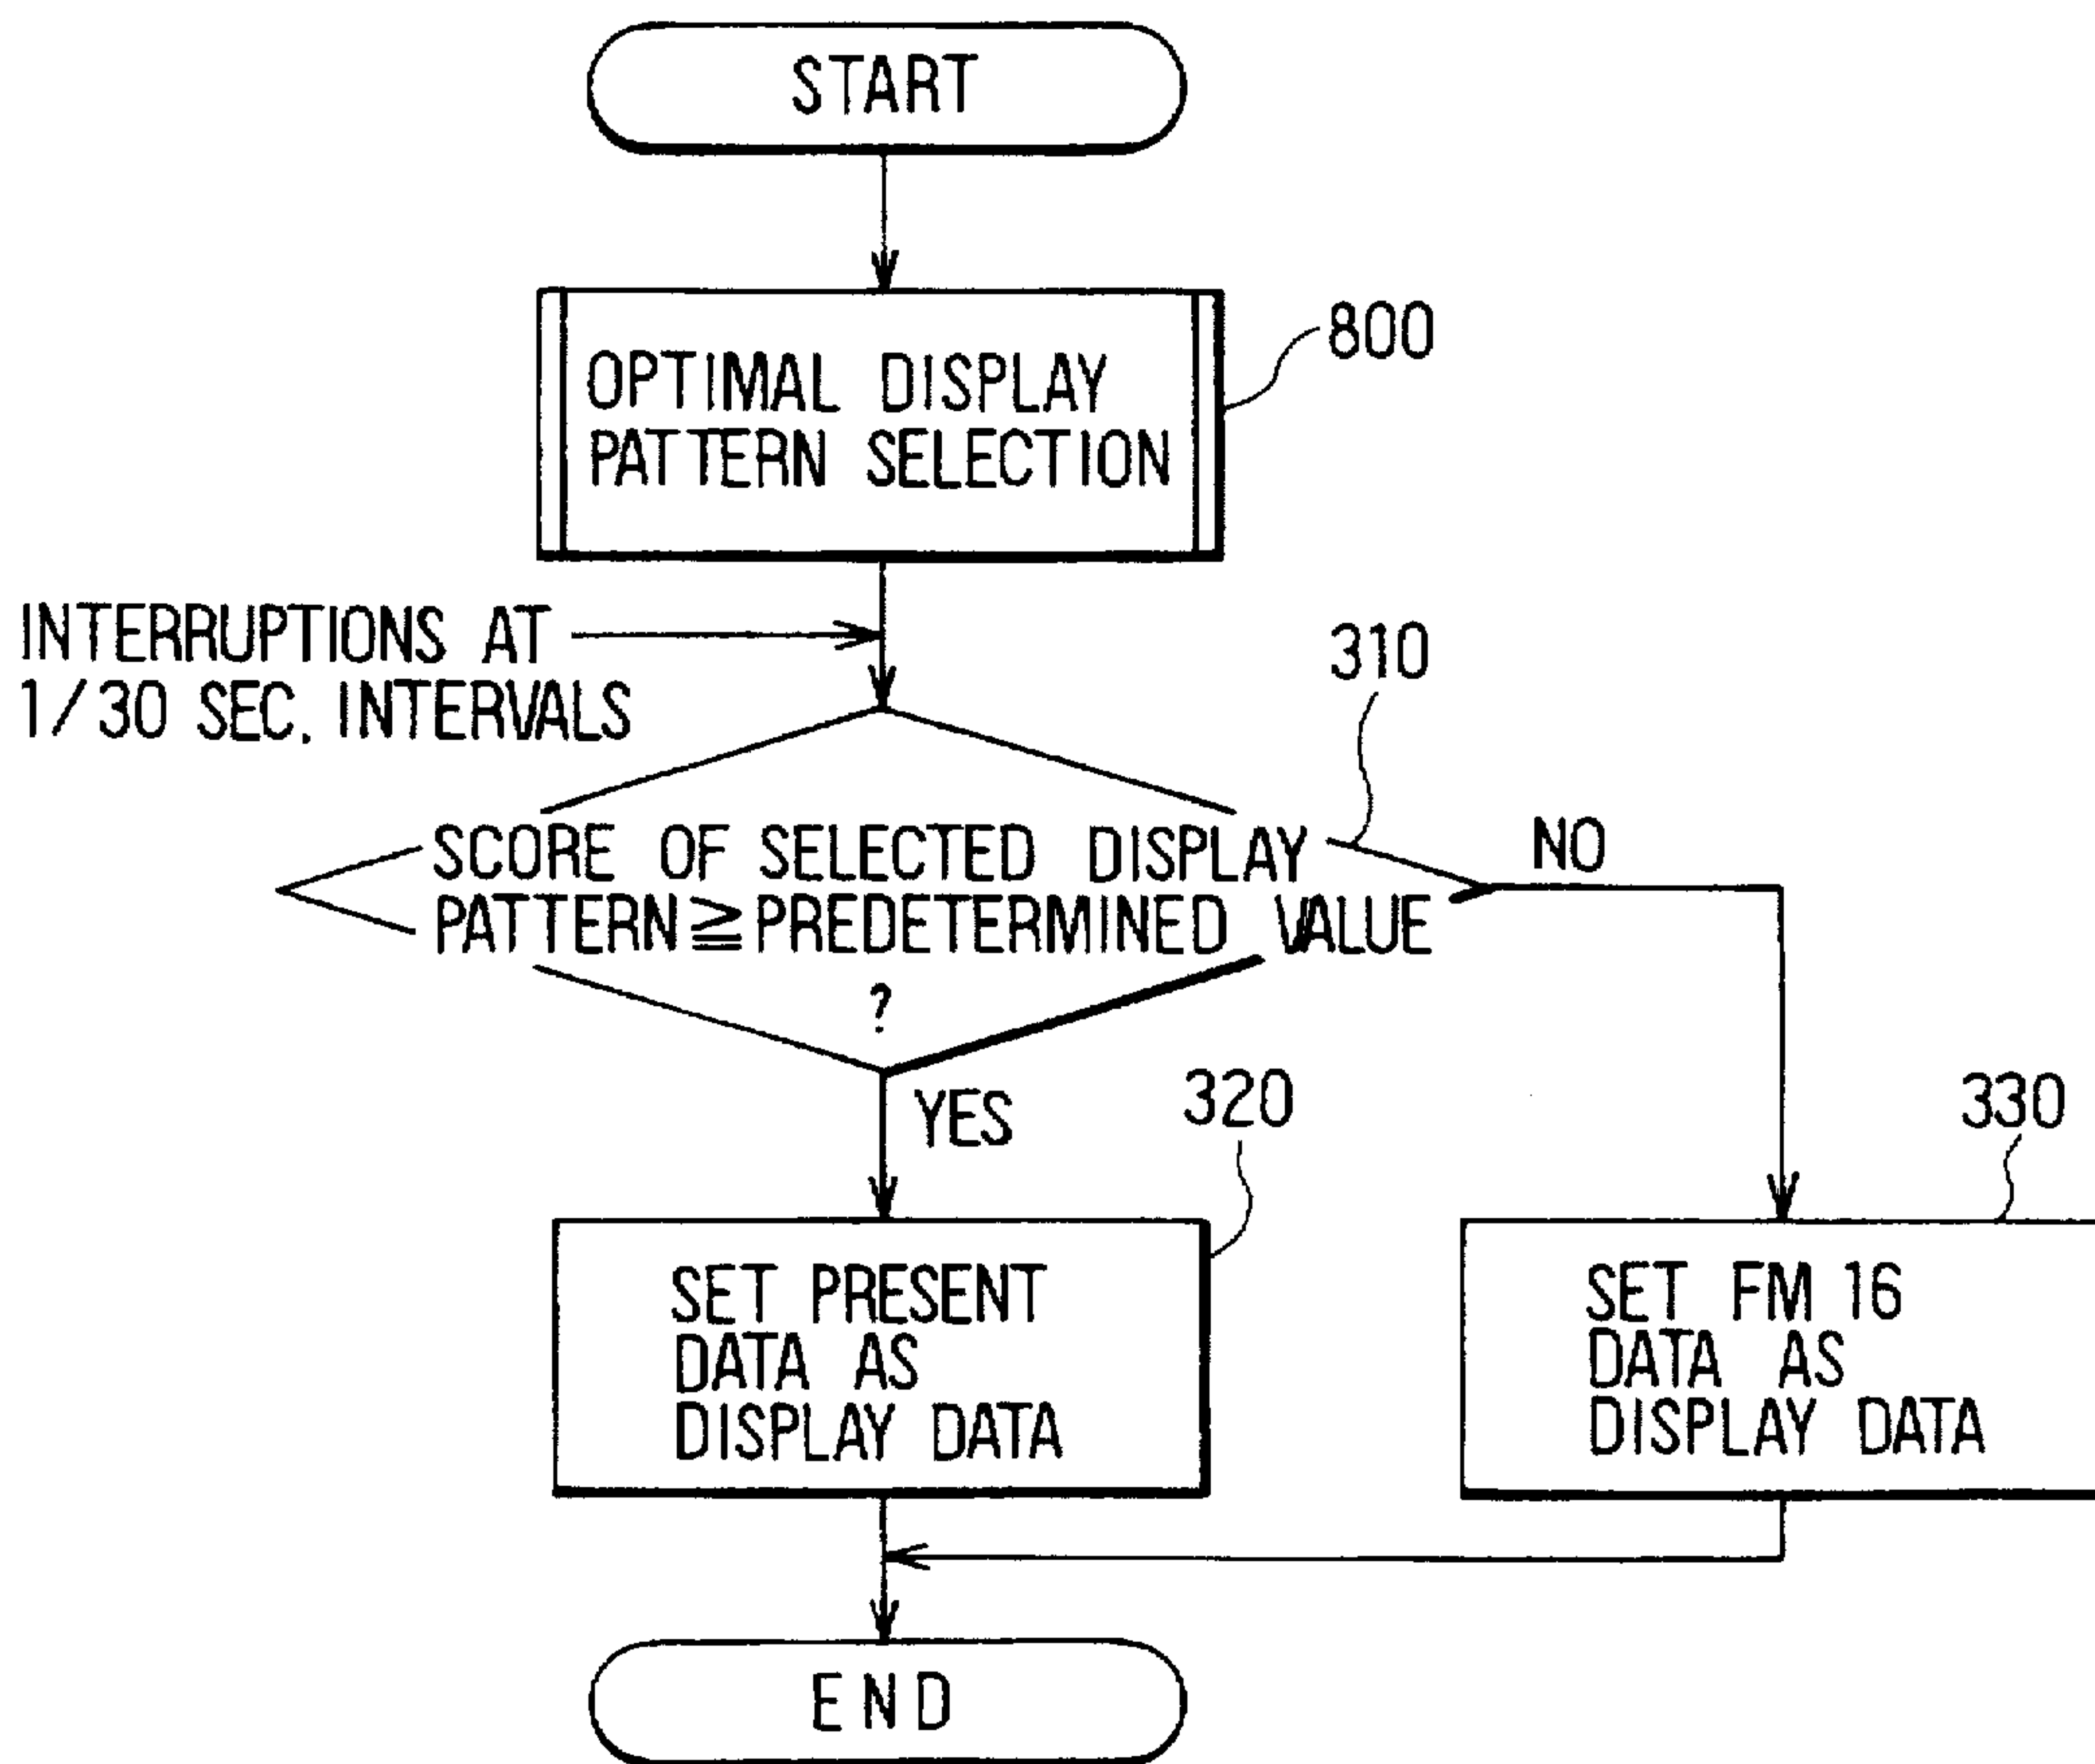 START
OPTIMAL DISPLAY
PATTERN SELECTION
800
INTERRUPTIONS AT
1/30 SEC. INTERVALS
310
SCORE OF SELECTED DISPLAY
PATTERN≧PREDETERMINED VALUE
?
NO
YES
320
330
SET PRESENT
DATA AS
DISPLAY DATA
SET FM 16
DATA AS
DISPLAY DATA
END